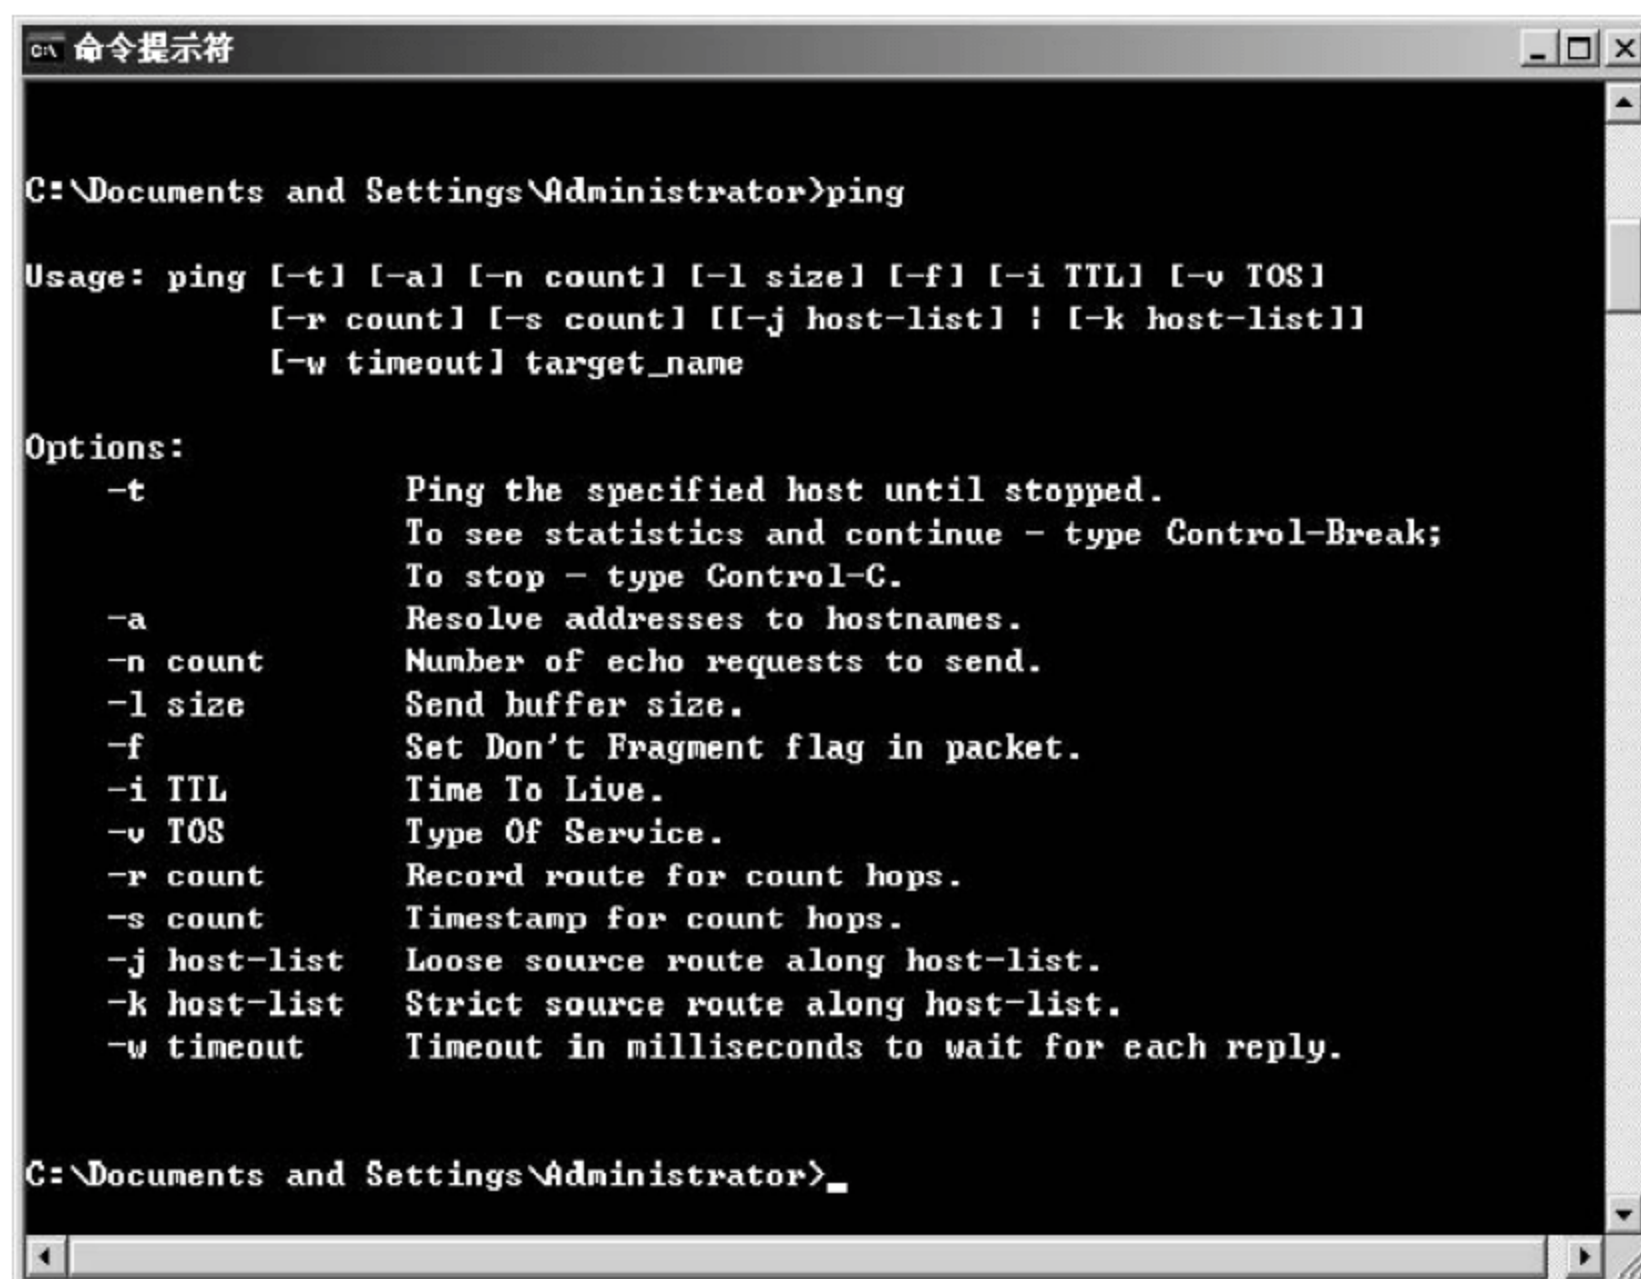 命令提示符
C:\Documents and Settings\Administrator>ping
Usage: ping [-t] [-a] [-n count] [-l size] [-f] [-i TTL] [-v TOS]
[-r count] [-s count] [[-j host-list] | [-k host-list]]
[-w timeout] target_name
Options:
-t Ping the specified host until stopped.
To see statistics and continue - type Control-Break;
To stop - type Control-C.
-a Resolve addresses to hostnames.
-n count Number of echo requests to send.
-l size Send buffer size.
-f Set Don't Fragment flag in packet.
-i TTL Time To Live.
-v TOS Type Of Service.
-r count Record route for count hops.
-s count Timestamp for count hops.
-j host-list Loose source route along host-list.
-k host-list Strict source route along host-list.
-w timeout Timeout in milliseconds to wait for each reply.
C:\Documents and Settings\Administrator>_